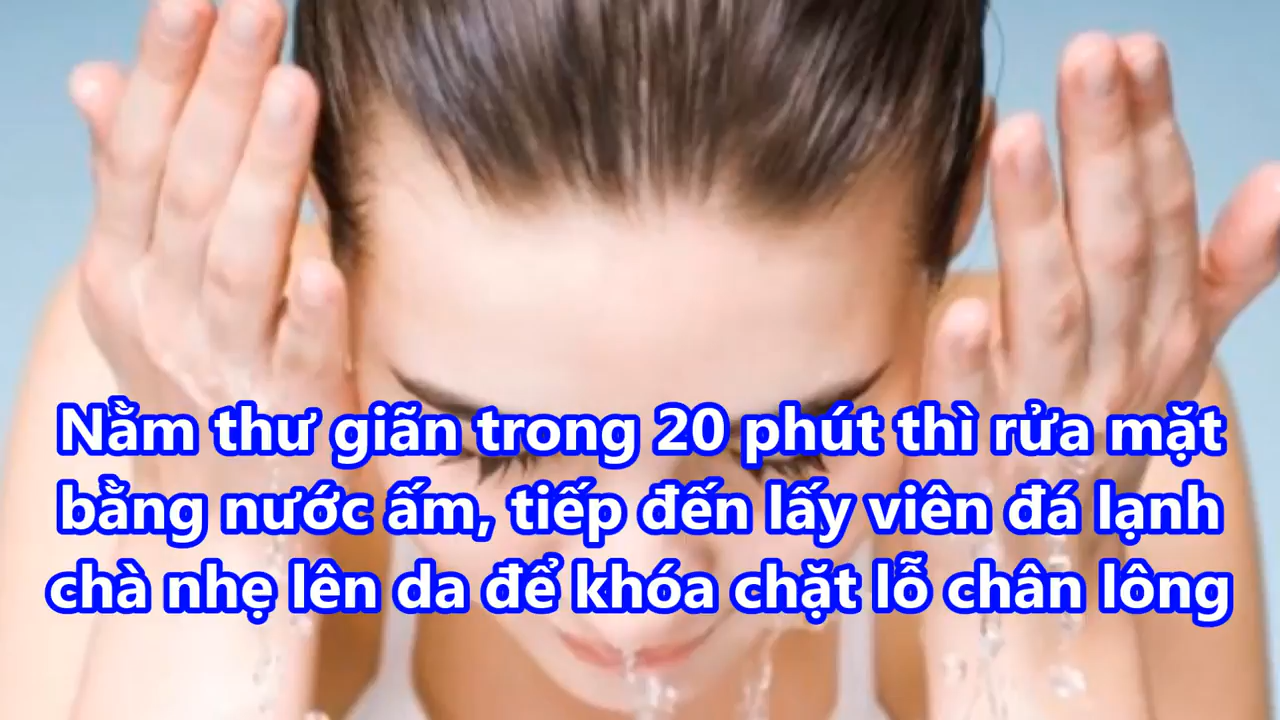 Nằm thư giãn trong 20 phút thì rửa mặt
bằng nước ấm, tiếp đến lấy viên đá lạnh
chà nhẹ lên da để khóa chặt lỗ chân lông